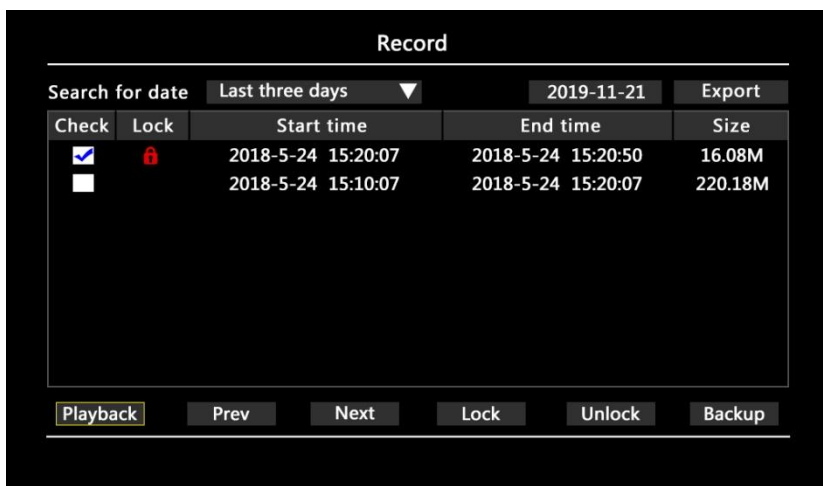 Record
Search for date Last three days 2019-11-21 Export
Check Lock Start time End time Size
2018-5-24 15:20:07 2018-5-24 15:20:50 16.08M
2018-5-24 15:10:07 2018-5-24 15:20:07 220.18M
Playback Prev Next Lock Unlock Backup